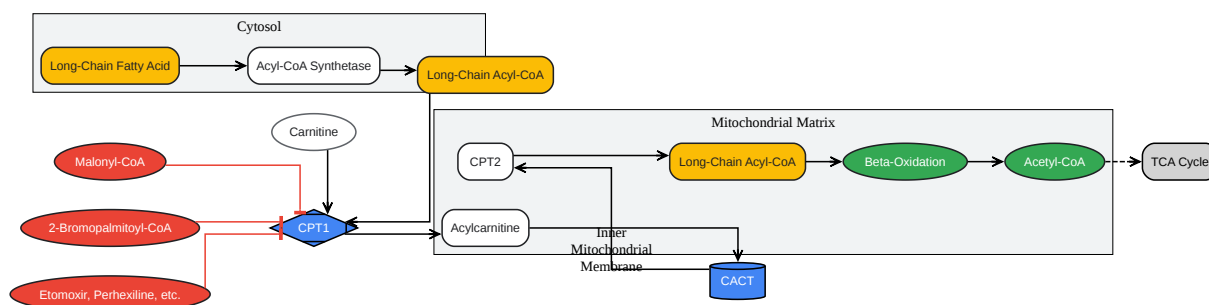 Cytosol
Long-Chain Fatty Acid
Acyl-CoA Synthetase
Long-Chain Acyl-CoA
Carnitine
Mitochondrial Matrix
Malonyl-CoA
CPT2
Long-Chain Acyl-CoA
Beta-Oxidation
Acetyl-CoA
TCA Cycle
2-Bromopalmitoyl-CoA
CPT1
Acylcarnitine
Inner
Mitochondrial
Membrane
CACT
Etomoxir, Perhexiline, etc.